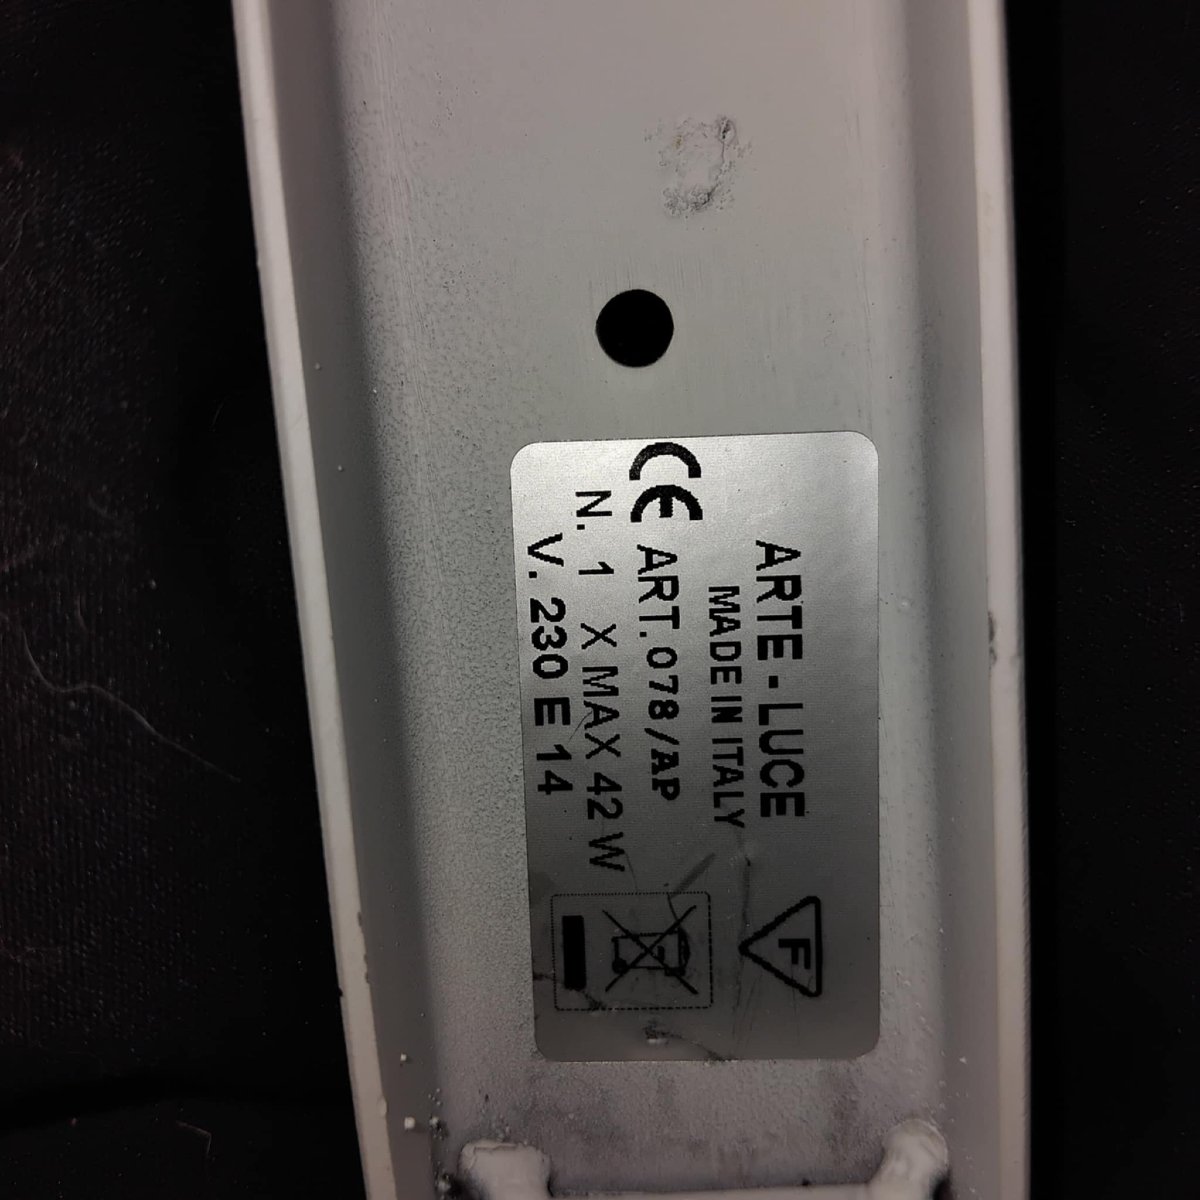 ARTE - LUCE
MADE IN ITALY
CE ART. 078/AP
N. 1 X MAX 42 W
V. 230 E 14
F